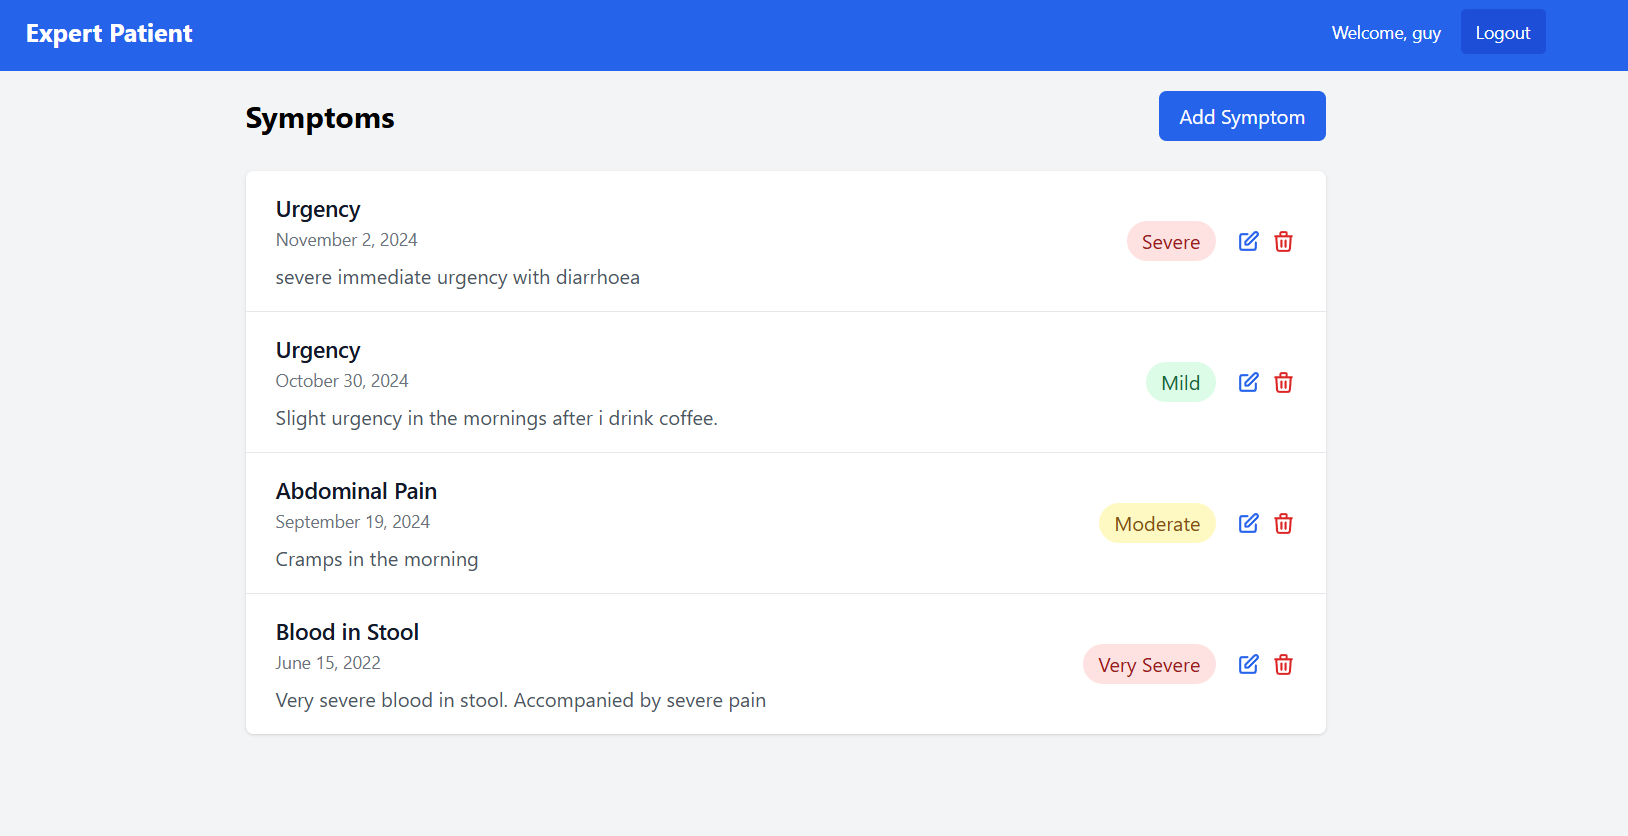 Expert Patient
Welcome, guy
Logout
Symptoms
Add Symptom
Urgency
November 2, 2024
severe immediate urgency with diarrhoea
Severe
Urgency
October 30, 2024
Slight urgency in the mornings after i drink coffee.
Mild
Abdominal Pain
September 19, 2024
Cramps in the morning
Moderate
Blood in Stool
June 15, 2022
Very severe blood in stool. Accompanied by severe pain
Very Severe